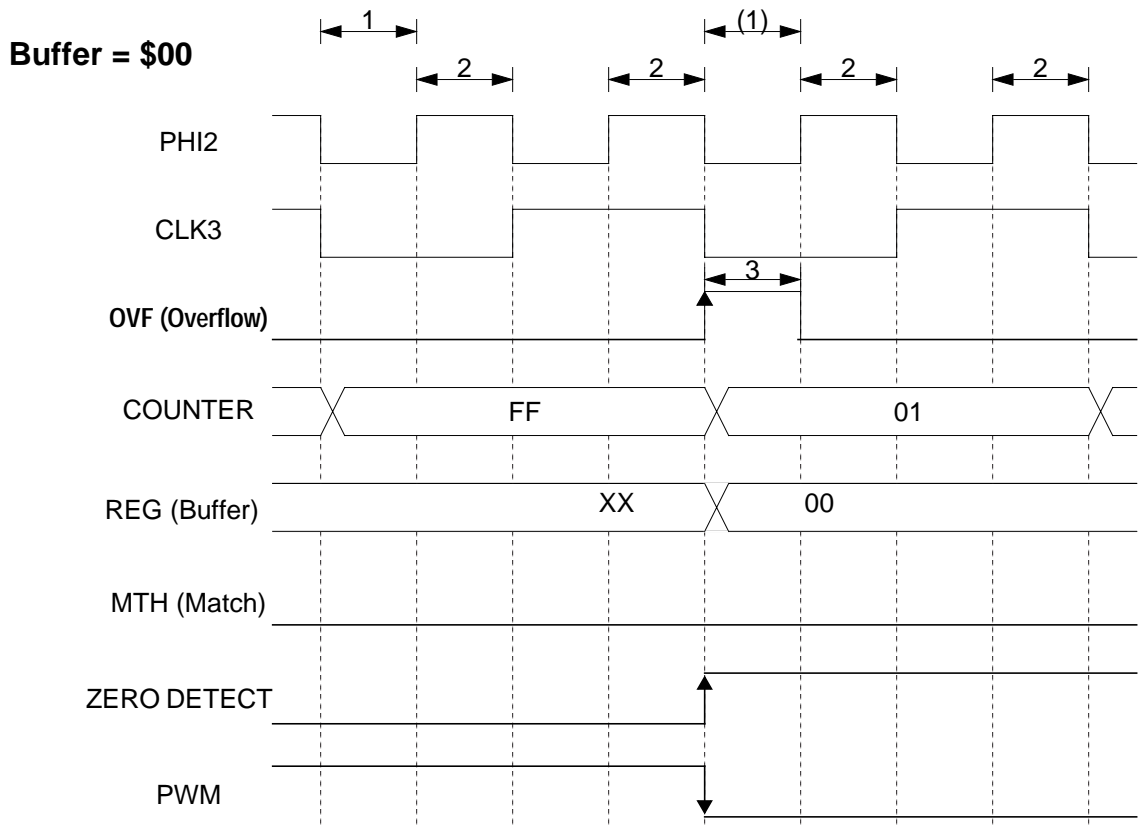 1
(1)
Buffer = $00
2
2
2
2
PHI2
CLK3
3
OVF (Overflow)
COUNTER
FF
01
REG (Buffer)
XX
00
MTH (Match)
ZERO DETECT
PWM